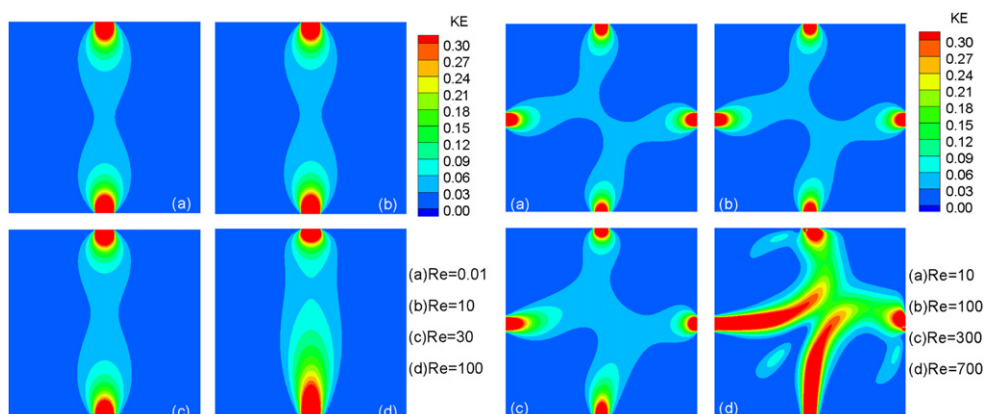 KE
0.30
0.27
0.24
0.21
0.18
0.15
0.12
0.09
0.06
0.03
0.00
(a)
(b)
(c)
(d)
(a)Re=0.01
(b)Re=10
(c)Re=30
(d)Re=100
KE
0.30
0.27
0.24
0.21
0.18
0.15
0.12
0.09
0.06
0.03
0.00
(a)
(b)
(c)
(d)
(a)Re=10
(b)Re=100
(c)Re=300
(d)Re=700